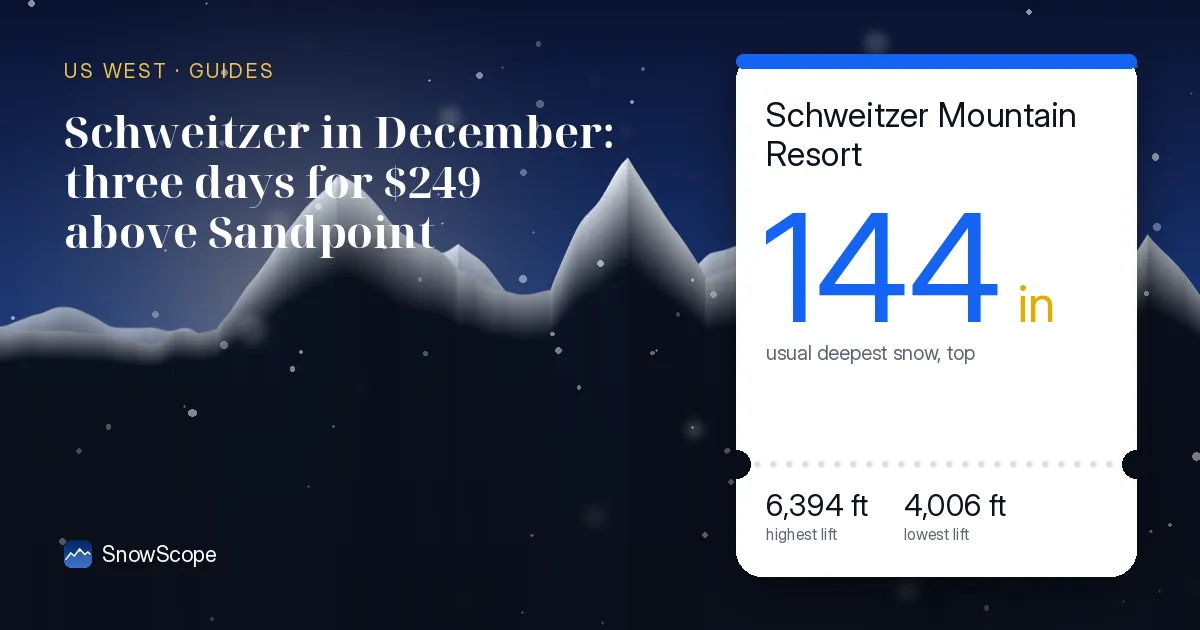 US WEST · GUIDES
Schweitzer in December:
three days for $249
above Sandpoint
SnowScope
Schweitzer Mountain
Resort
144 in
usual deepest snow, top
6,394 ft 4,006 ft
highest lift lowest lift